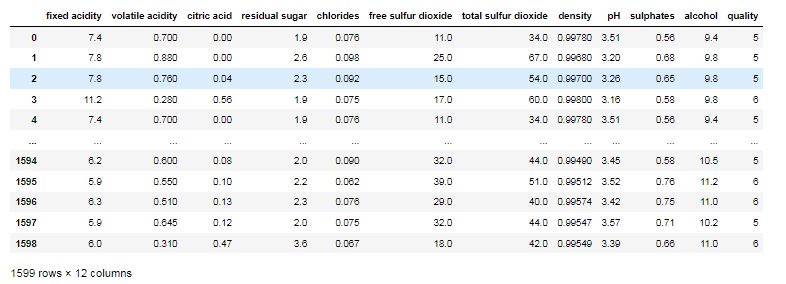 fixed acidity volatile acidity citric acid residual sugar chlorides free sulfur dioxide total sulfur dioxide density pH sulphates alcohol quality
0 7.4 0.700 0.00 1.9 0.076 11.0 34.0 0.99780 3.51 0.56 9.4 5
1 7.8 0.880 0.00 2.6 0.098 25.0 67.0 0.99680 3.20 0.68 9.8 5
2 7.8 0.760 0.04 2.3 0.092 15.0 54.0 0.99700 3.26 0.65 9.8 5
3 11.2 0.280 0.56 1.9 0.075 17.0 60.0 0.99800 3.16 0.58 9.8 6
4 7.4 0.700 0.00 1.9 0.076 11.0 34.0 0.99780 3.51 0.56 9.4 5
... ... ... ... ... ... ... ... ... ... ... ... ...
1594 6.2 0.600 0.08 2.0 0.090 32.0 44.0 0.99490 3.45 0.58 10.5 5
1595 5.9 0.550 0.10 2.2 0.062 39.0 51.0 0.99512 3.52 0.76 11.2 6
1596 6.3 0.510 0.13 2.3 0.076 29.0 40.0 0.99574 3.42 0.75 11.0 6
1597 5.9 0.645 0.12 2.0 0.075 32.0 44.0 0.99547 3.57 0.71 10.2 5
1598 6.0 0.310 0.47 3.6 0.067 18.0 42.0 0.99549 3.39 0.66 11.0 6
1599 rows × 12 columns